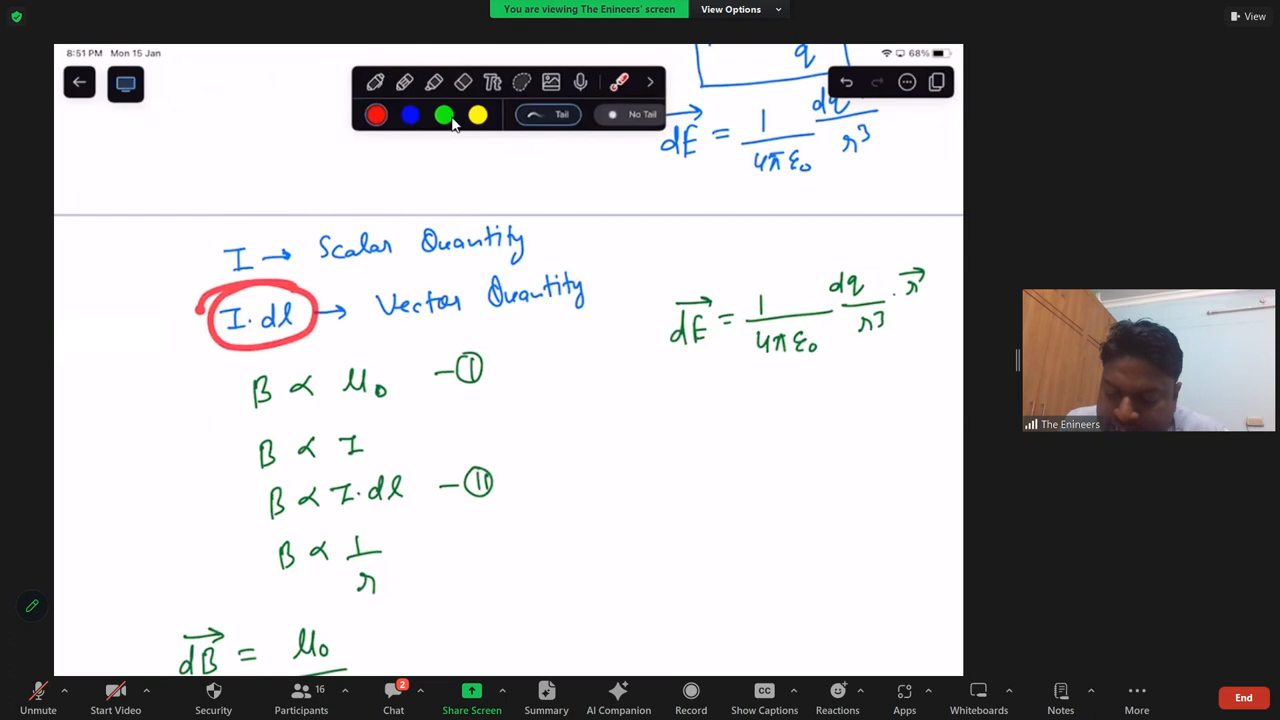 You are viewing The Enineers' screen
View Options
View
8:51 PM Mon 15 Jan
68%
Tt
Tail
No Tail
q
dE = 1/4πε0 dq/r3
I → Scalar Quantity
I·dl → Vector Quantity
dE = 1/4πε0 dq/r3 · r
B ∝ μ0 - I
B ∝ I
B ∝ I·dl - II
B ∝ 1/r
dB = μ0
The Enineers
Unmute
Start Video
Security
16
Participants
2
Chat
Share Screen
Summary
AI Companion
Record
CC
Show Captions
Reactions
Apps
Whiteboards
Notes
More
End